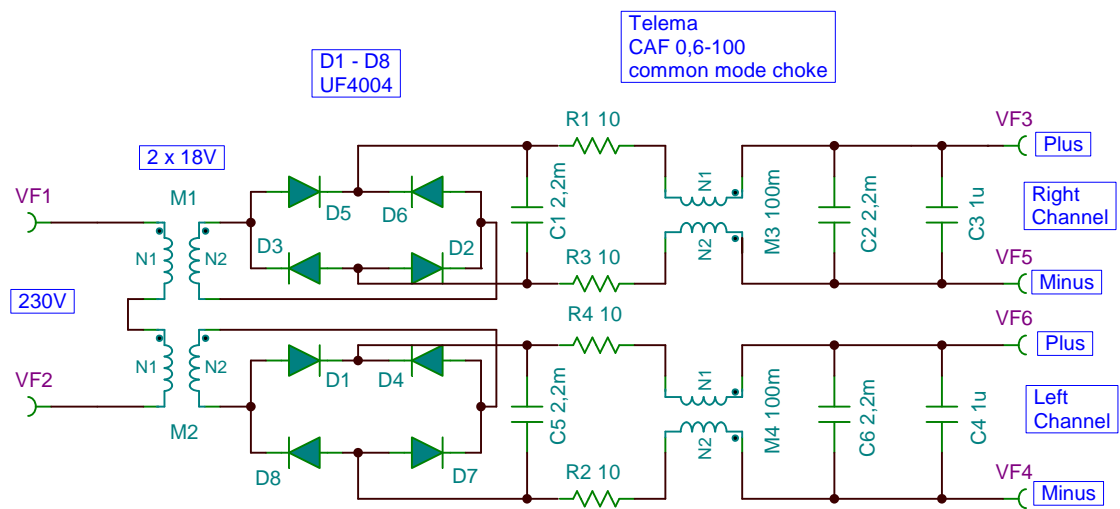 Telema
CAF 0,6-100
common mode choke
D1 - D8
UF4004
R1 10
VF3
Plus
2 x 18V
VF1
M1
D5
D6
C1 2,2m
N1
M3 100m
C2 2,2m
C3 1u
Right
Channel
N1
N2
D3
D2
N2
R3 10
VF5
Minus
230V
R4 10
VF6
Plus
N1
N2
D1
D4
N1
VF2
C5 2,2m
M4 100m
C6 2,2m
C4 1u
Left
Channel
M2
N2
D8
D7
R2 10
VF4
Minus